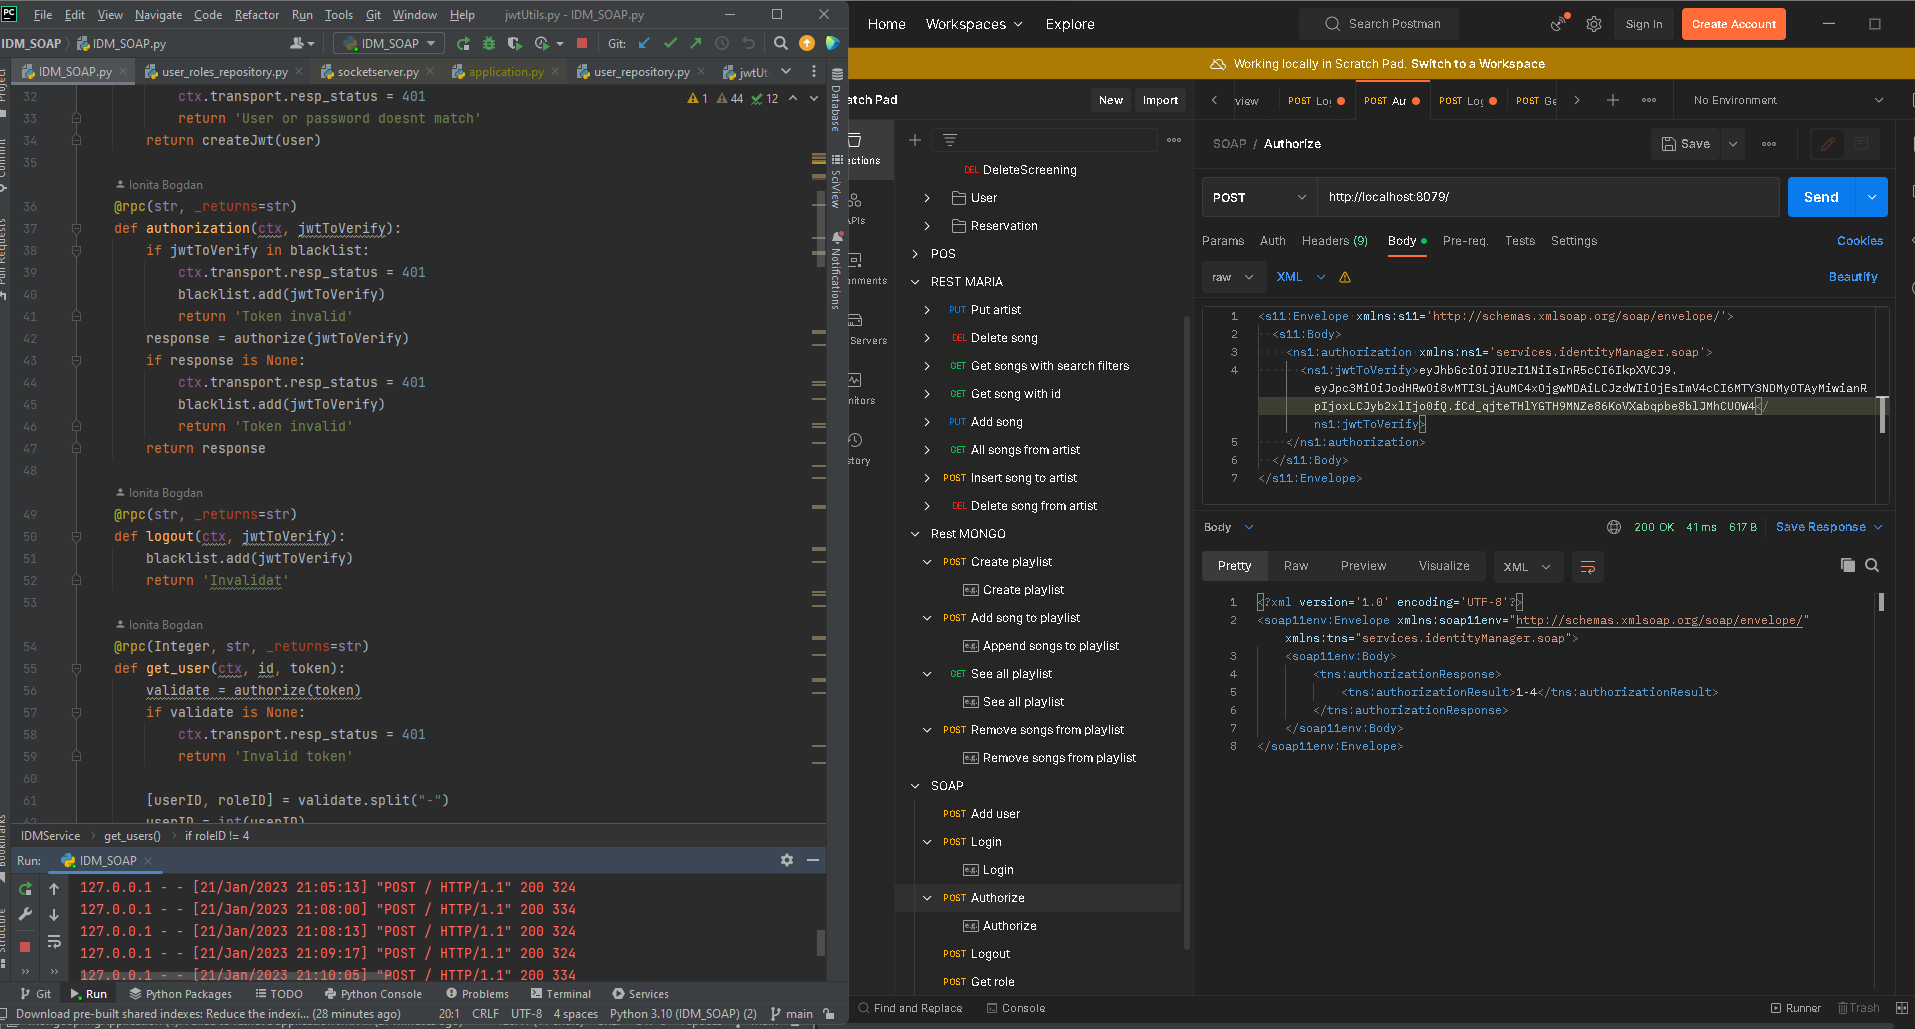 PC File Edit View Navigate Code Refactor Run Tools Git Window Help jwtUtils.py - IDM_SOAP.py
IDM_SOAP IDM_SOAP.py IDM_SOAP Git:
IDM_SOAP.py user_roles_repository.py socketserver.py application.py user_repository.py jwtUt
1 44 12
32 ctx.transport.resp_status = 401
33 return 'User or password doesnt match'
34 return createJwt(user)
35
Ionita Bogdan
36 @rpc(str, _returns=str)
37 def authorization(ctx, jwtToVerify):
38 if jwtToVerify in blacklist:
39 ctx.transport.resp_status = 401
40 blacklist.add(jwtToVerify)
41 return 'Token invalid'
42 response = authorize(jwtToVerify)
43 if response is None:
44 ctx.transport.resp_status = 401
45 blacklist.add(jwtToVerify)
46 return 'Token invalid'
47 return response
48
Ionita Bogdan
49 @rpc(str, _returns=str)
50 def logout(ctx, jwtToVerify):
51 blacklist.add(jwtToVerify)
52 return 'Invalidat'
53
Ionita Bogdan
54 @rpc(Integer, str, _returns=str)
55 def get_user(ctx, id, token):
56 validate = authorize(token)
57 if validate is None:
58 ctx.transport.resp_status = 401
59 return 'Invalid token'
60
61 [userID, roleID] = validate.split("-")
62 userID = int(userID)
IDMService get_users() if roleID != 4
Database
SciView
Notifications
Run: IDM_SOAP
127.0.0.1 - - [21/Jan/2023 21:05:13] "POST / HTTP/1.1" 200 324
127.0.0.1 - - [21/Jan/2023 21:08:00] "POST / HTTP/1.1" 200 334
127.0.0.1 - - [21/Jan/2023 21:08:13] "POST / HTTP/1.1" 200 324
127.0.0.1 - - [21/Jan/2023 21:09:17] "POST / HTTP/1.1" 200 324
127.0.0.1 - - [21/Jan/2023 21:10:05] "POST / HTTP/1.1" 200 334
Git Run Python Packages TODO Python Console Problems Terminal Services
Download pre-built shared indexes: Reduce the indexi... (28 minutes ago) 20:1 CRLF UTF-8 4 spaces Python 3.10 (IDM_SOAP) (2) main
Home Workspaces Explore Search Postman Sign In Create Account
Working locally in Scratch Pad. Switch to a Workspace
atch Pad New Import
view POST Lo POST Au POST Log POST Ge No Environment
ections
APIs
onments
Servers
nitors
story
DEL DeleteScreening
User
Reservation
POS
REST MARIA
PUT Put artist
DEL Delete song
GET Get songs with search filters
GET Get song with id
PUT Add song
GET All songs from artist
POST Insert song to artist
DEL Delete song from artist
Rest MONGO
POST Create playlist
e.g. Create playlist
POST Add song to playlist
e.g. Append songs to playlist
GET See all playlist
e.g. See all playlist
POST Remove songs from playlist
e.g. Remove songs from playlist
SOAP
POST Add user
POST Login
e.g. Login
POST Authorize
e.g. Authorize
POST Logout
POST Get role
SOAP / Authorize Save
POST http://localhost:8079/ Send
Params Auth Headers (9) Body Pre-req. Tests Settings Cookies
raw XML Beautify
1 <s11:Envelope xmlns:s11='http://schemas.xmlsoap.org/soap/envelope/'>
2 <s11:Body>
3 <ns1:authorization xmlns:ns1='services.identityManager.soap'>
4 <ns1:jwtToVerify>eyJhbGciOiJIUzI1NiIsInR5cCI6IkpXVCJ9.
eyJpc3MiOiJodHRwOi8vMTI3LjAuMC4xOjgwMDAiLCJzdWIiOjEsImV4cCI6MTY3NDMyOTAyMiwianR
pIjoxLCJyb2xlIjo0fQ.fCd_qjteTHlYGTH9MNZe86KoVXabqpbe8blJMhCUOW4</
ns1:jwtToVerify>
5 </ns1:authorization>
6 </s11:Body>
7 </s11:Envelope>
Body 200 OK 41 ms 617 B Save Response
Pretty Raw Preview Visualize XML
1 <?xml version='1.0' encoding='UTF-8'?>
2 <soap11env:Envelope xmlns:soap11env="http://schemas.xmlsoap.org/soap/envelope/"
xmlns:tns="services.identityManager.soap">
3 <soap11env:Body>
4 <tns:authorizationResponse>
5 <tns:authorizationResult>1-4</tns:authorizationResult>
6 </tns:authorizationResponse>
7 </soap11env:Body>
8 </soap11env:Envelope>
Find and Replace Console Runner Trash